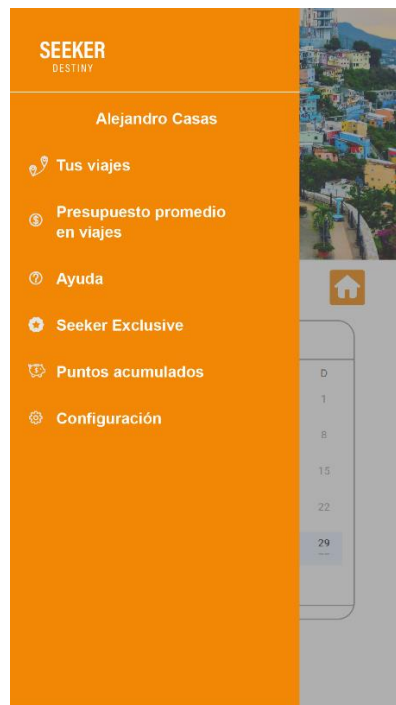 SEEKER
DESTINY
Alejandro Casas
Tus viajes
Presupuesto promedio
en viajes
Ayuda
Seeker Exclusive
Puntos acumulados
Configuración
D
1
8
15
22
29